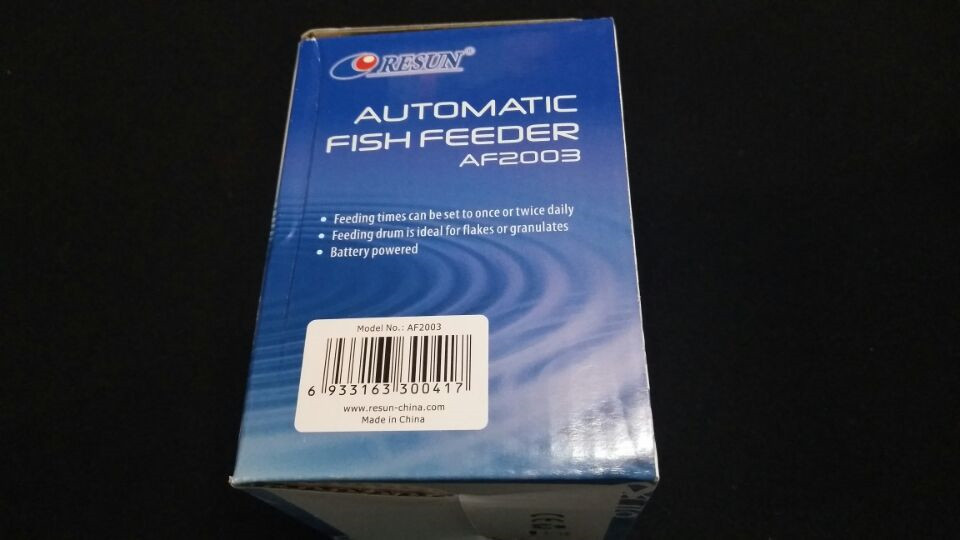 RESUN®
AUTOMATIC
FISH FEEDER
AF2003
• Feeding times can be set to once or twice daily
• Feeding drum is ideal for flakes or granulates
• Battery powered
Model No.: AF2003
6 933163 300417
www.resun-china.com
Made in China
CE